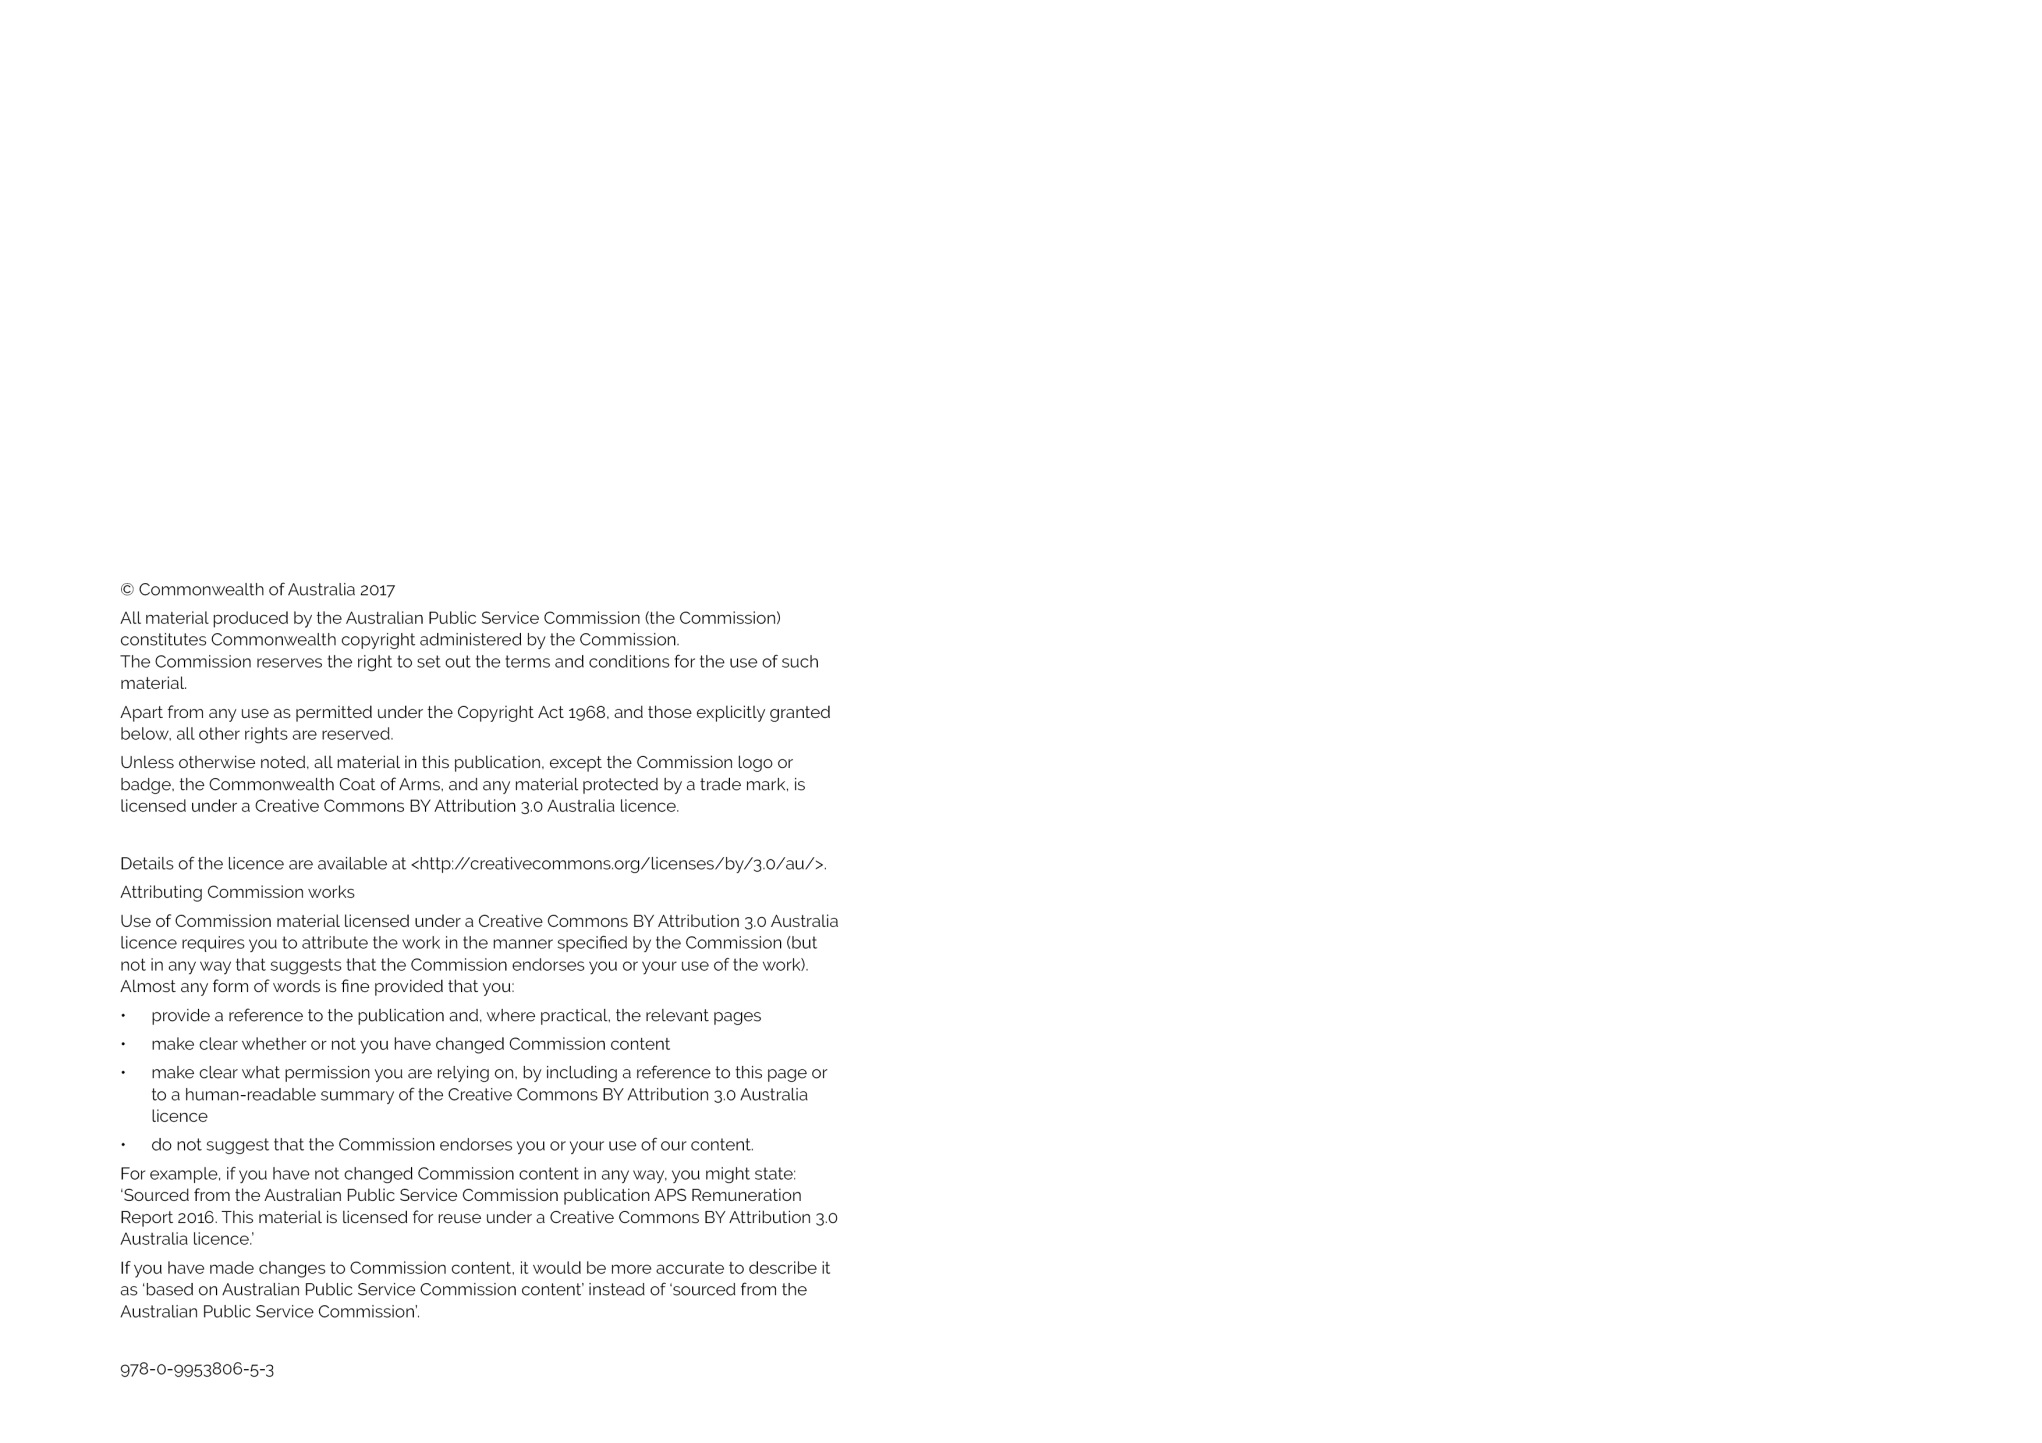 © Commonwealth of Australia 2017
All material produced by the Australian Public Service Commission (the Commission)
constitutes Commonwealth copyright administered by the Commission.
The Commission reserves the right to set out the terms and conditions for the use of such
material.
Apart from any use as permitted under the Copyright Act 1968, and those explicitly granted
below, all other rights are reserved.
Unless otherwise noted, all material in this publication, except the Commission logo or
badge, the Commonwealth Coat of Arms, and any material protected by a trade mark, is
licensed under a Creative Commons BY Attribution 3.0 Australia licence.
Details of the licence are available at <http://creativecommons.org/licenses/by/3.0/au/>.
Attributing Commission works
Use of Commission material licensed under a Creative Commons BY Attribution 3.0 Australia
licence requires you to attribute the work in the manner specified by the Commission (but
not in any way that suggests that the Commission endorses you or your use of the work).
Almost any form of words is fine provided that you:
• provide a reference to the publication and, where practical, the relevant pages
• make clear whether or not you have changed Commission content
• make clear what permission you are relying on, by including a reference to this page or
to a human-readable summary of the Creative Commons BY Attribution 3.0 Australia
licence
• do not suggest that the Commission endorses you or your use of our content.
For example, if you have not changed Commission content in any way, you might state:
‘Sourced from the Australian Public Service Commission publication APS Remuneration
Report 2016. This material is licensed for reuse under a Creative Commons BY Attribution 3.0
Australia licence.’
If you have made changes to Commission content, it would be more accurate to describe it
as ‘based on Australian Public Service Commission content’ instead of ‘sourced from the
Australian Public Service Commission’.
978-0-9953806-5-3